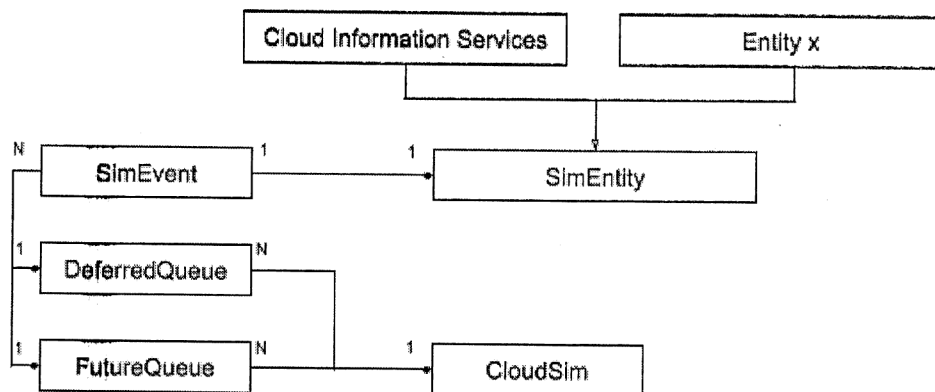 Cloud Information Services
Entity x
N
SimEvent
1
1
SimEntity
1
DeferredQueue
N
1
FutureQueue
N
1
CloudSim